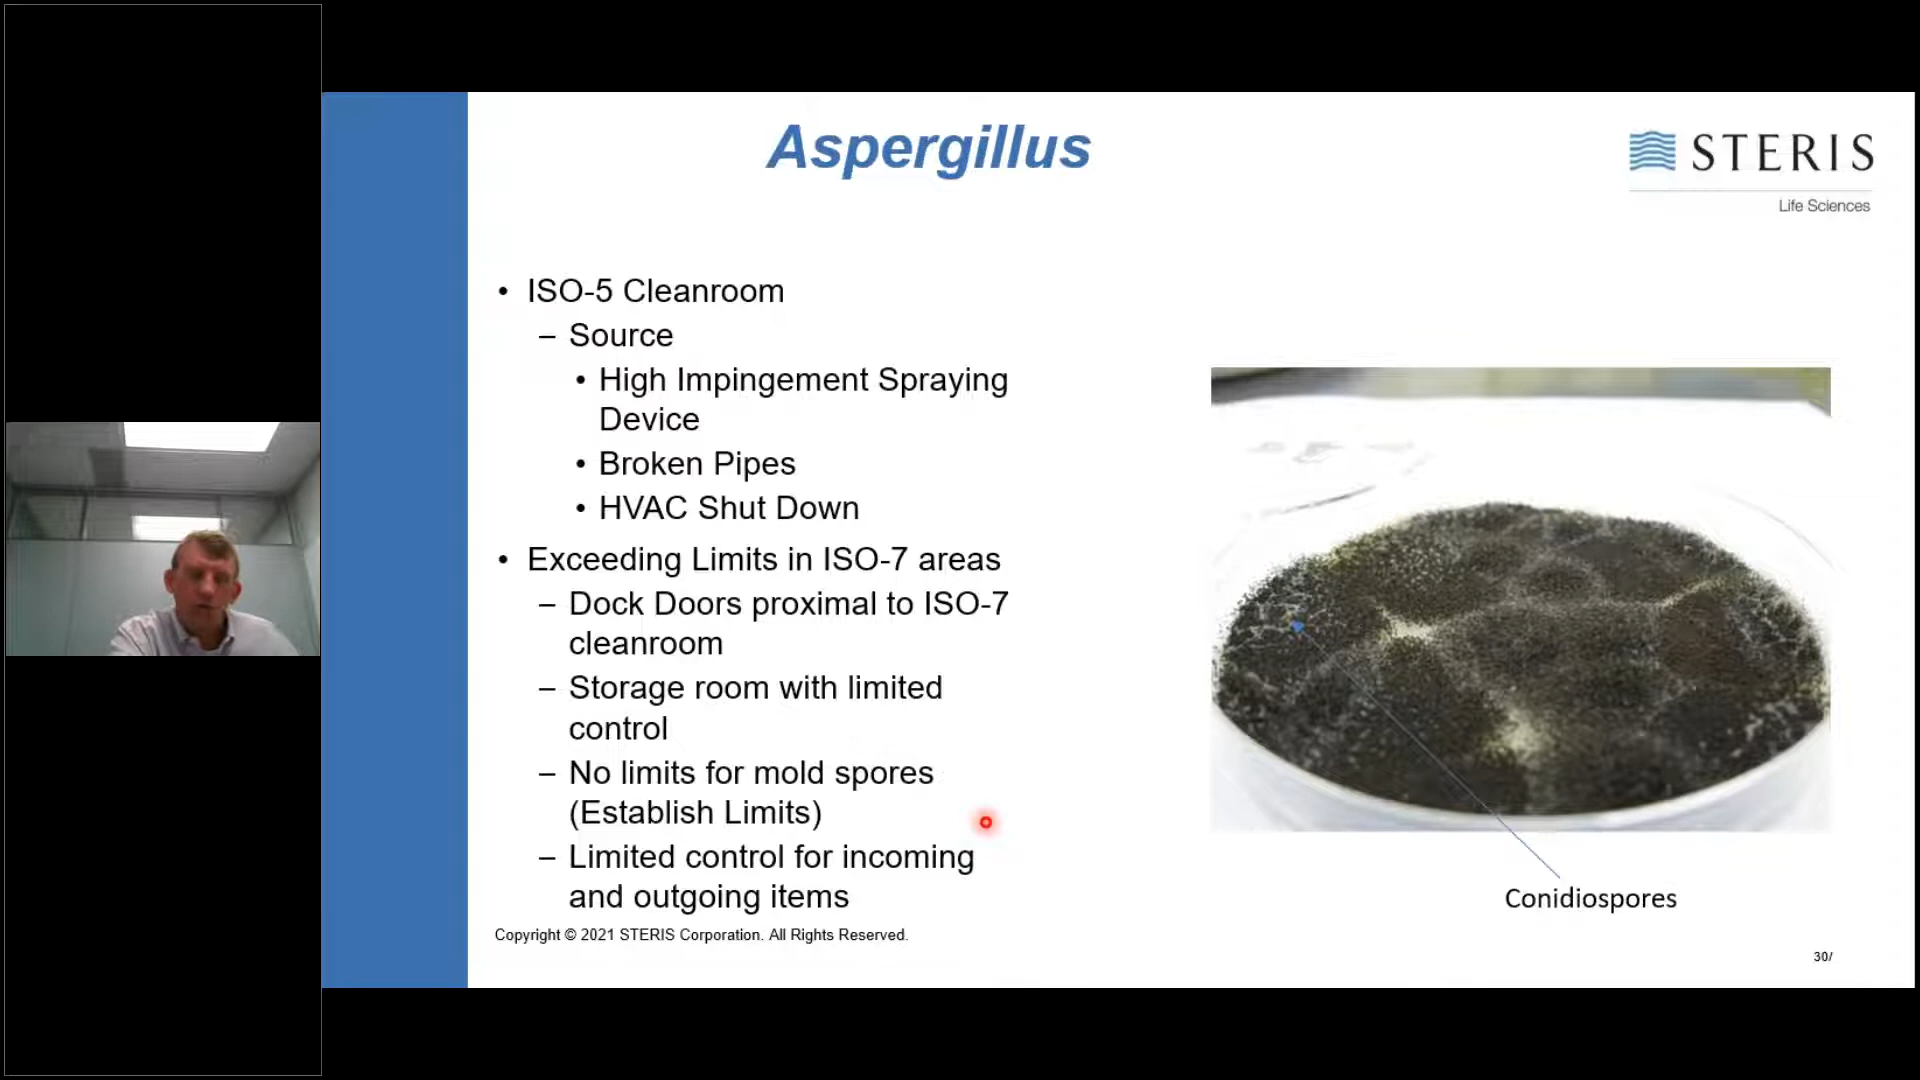 Aspergillus
STERIS
Life Sciences
• ISO-5 Cleanroom
– Source
• High Impingement Spraying
Device
• Broken Pipes
• HVAC Shut Down
• Exceeding Limits in ISO-7 areas
– Dock Doors proximal to ISO-7
cleanroom
– Storage room with limited
control
– No limits for mold spores
(Establish Limits)
– Limited control for incoming
and outgoing items
Conidiospores
Copyright © 2021 STERIS Corporation. All Rights Reserved.
30/